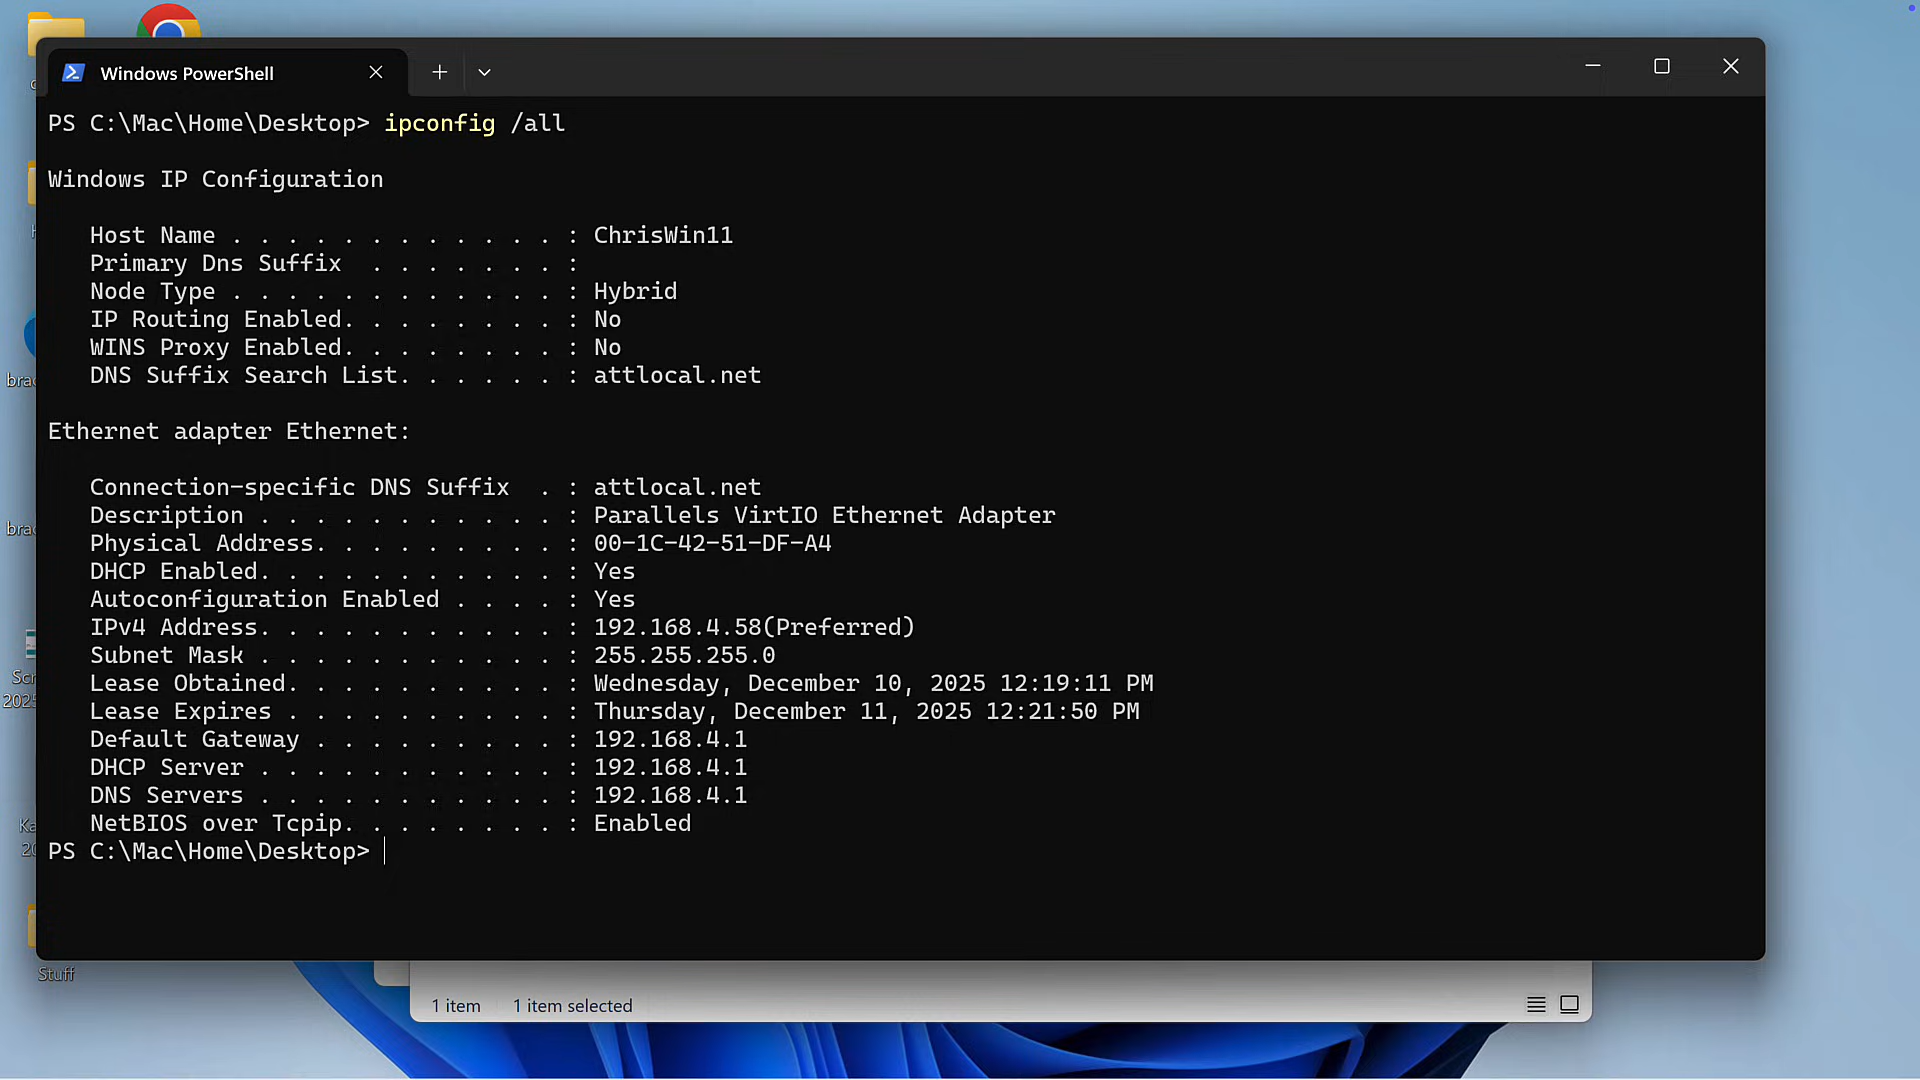 Windows PowerShell
PS C:\Mac\Home\Desktop> ipconfig /all
Windows IP Configuration
Host Name . . . . . . . . . . . . : ChrisWin11
Primary Dns Suffix  . . . . . . . :
Node Type . . . . . . . . . . . . : Hybrid
IP Routing Enabled. . . . . . . . : No
WINS Proxy Enabled. . . . . . . . : No
DNS Suffix Search List. . . . . . : attlocal.net
Ethernet adapter Ethernet:
Connection-specific DNS Suffix  . : attlocal.net
Description . . . . . . . . . . . : Parallels VirtIO Ethernet Adapter
Physical Address. . . . . . . . . : 00-1C-42-51-DF-A4
DHCP Enabled. . . . . . . . . . . : Yes
Autoconfiguration Enabled . . . . : Yes
IPv4 Address. . . . . . . . . . . : 192.168.4.58(Preferred)
Subnet Mask . . . . . . . . . . . : 255.255.255.0
Lease Obtained. . . . . . . . . . : Wednesday, December 10, 2025 12:19:11 PM
Lease Expires . . . . . . . . . . : Thursday, December 11, 2025 12:21:50 PM
Default Gateway . . . . . . . . . : 192.168.4.1
DHCP Server . . . . . . . . . . . : 192.168.4.1
DNS Servers . . . . . . . . . . . : 192.168.4.1
NetBIOS over Tcpip. . . . . . . . : Enabled
PS C:\Mac\Home\Desktop>
Stuff
1 item 1 item selected